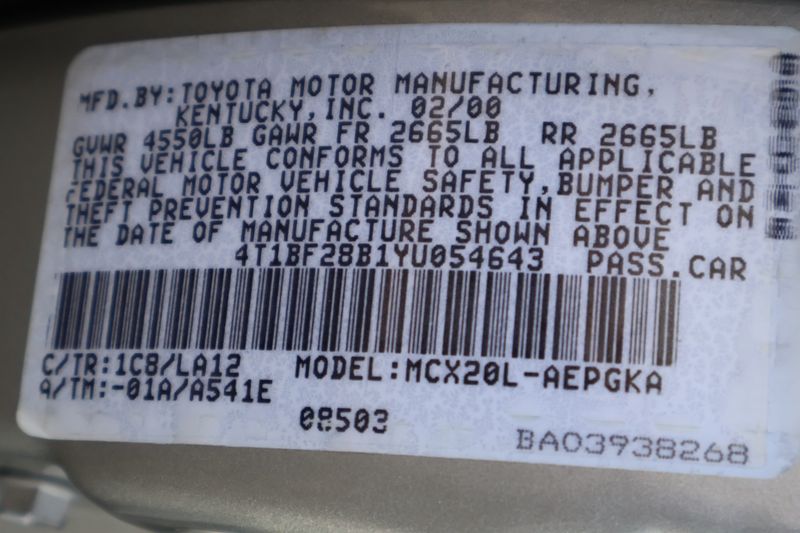 MFD.BY:TOYOTA MOTOR MANUFACTURING,
KENTUCKY,INC. 02/00
GVWR 4550LB GAWR FR 2665LB RR 2665LB
THIS VEHICLE CONFORMS TO ALL APPLICABLE
FEDERAL MOTOR VEHICLE SAFETY,BUMPER AND
THEFT PREVENTION STANDARDS IN EFFECT ON
THE DATE OF MANUFACTURE SHOWN ABOVE
4T1BF28B1YU054643 PASS.CAR
C/TR:1C8/LA12 MODEL:MCX20L-AEPGKA
A/TM:-01A/A541E
08503
BA03938268